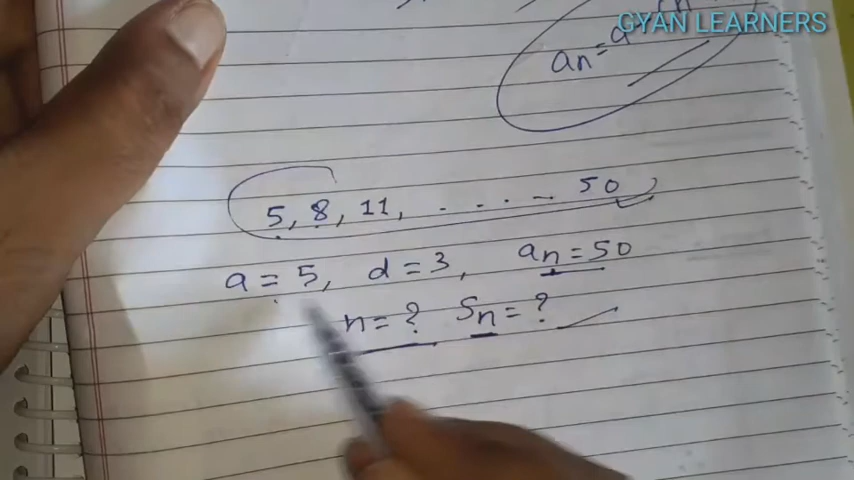 GYAN LEARNERS
an = a
5, 8, 11, . . . . - 50
a = 5, d = 3, an = 50
n = ? Sn = ?